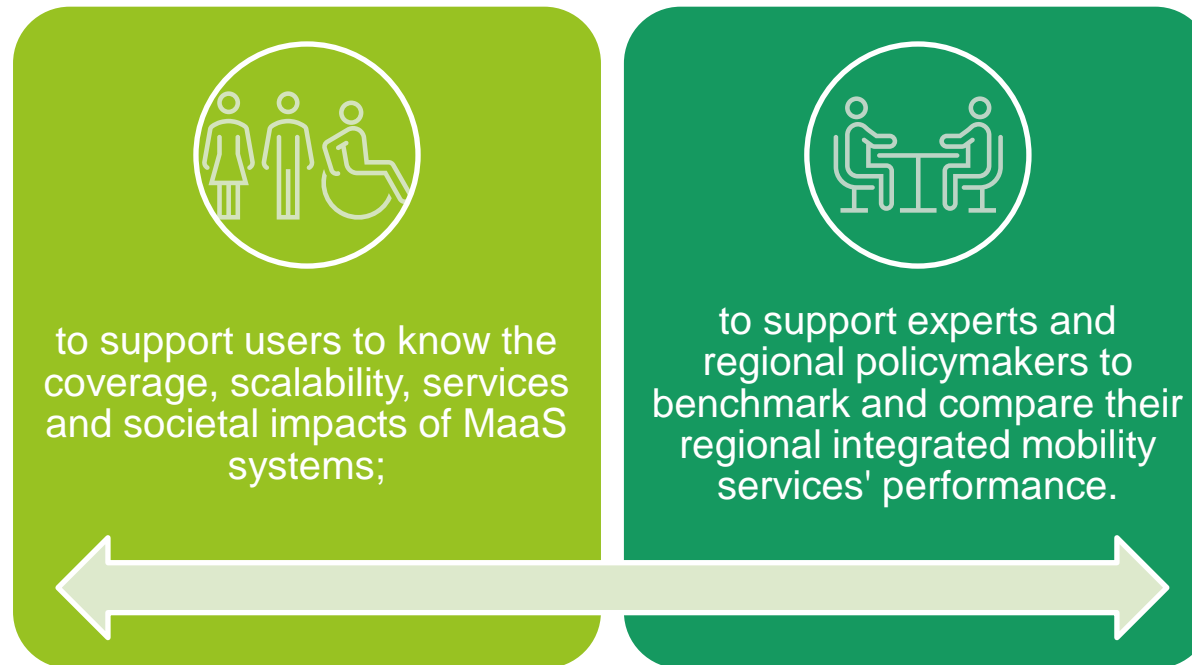 to support users to know the
coverage, scalability, services
and societal impacts of MaaS
systems;
to support experts and
regional policymakers to
benchmark and compare their
regional integrated mobility
services' performance.